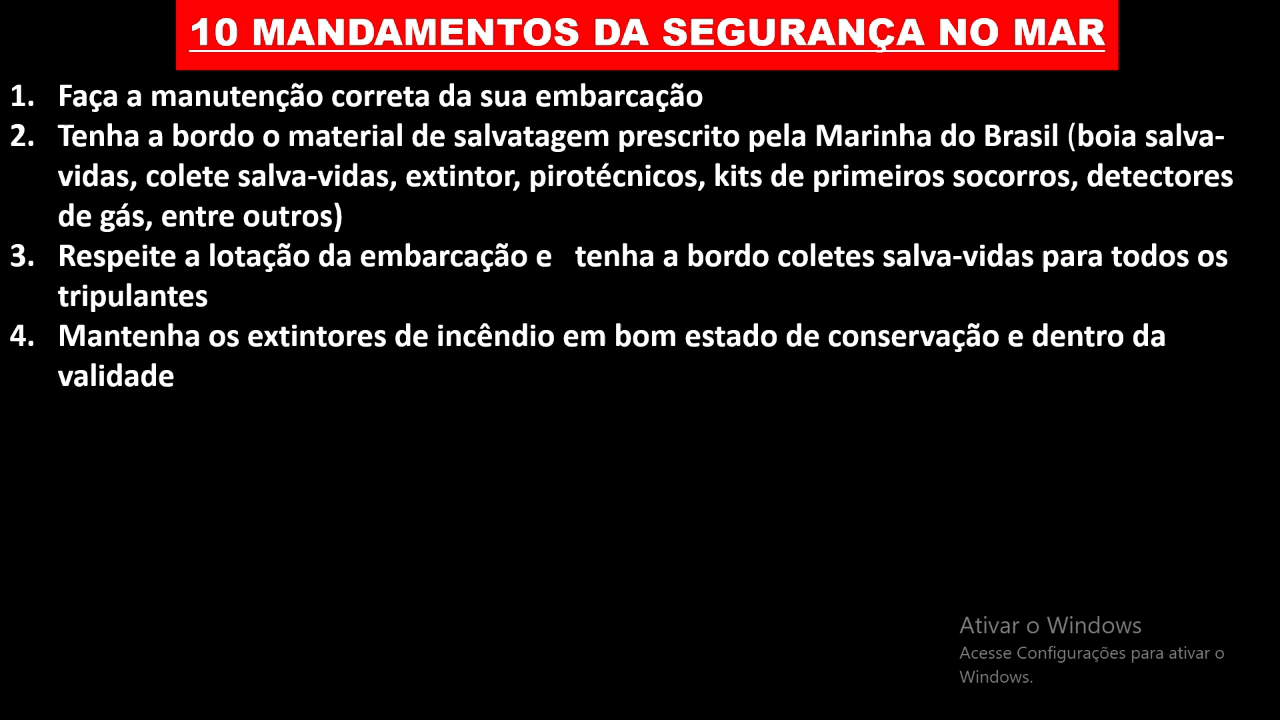 10 MANDAMENTOS DA SEGURANÇA NO MAR
1. Faça a manutenção correta da sua embarcação
2. Tenha a bordo o material de salvatagem prescrito pela Marinha do Brasil (boia salva-
vidas, colete salva-vidas, extintor, pirotécnicos, kits de primeiros socorros, detectores
de gás, entre outros)
3. Respeite a lotação da embarcação e   tenha a bordo coletes salva-vidas para todos os
tripulantes
4. Mantenha os extintores de incêndio em bom estado de conservação e dentro da
validade
Ativar o Windows
Acesse Configurações para ativar o
Windows.